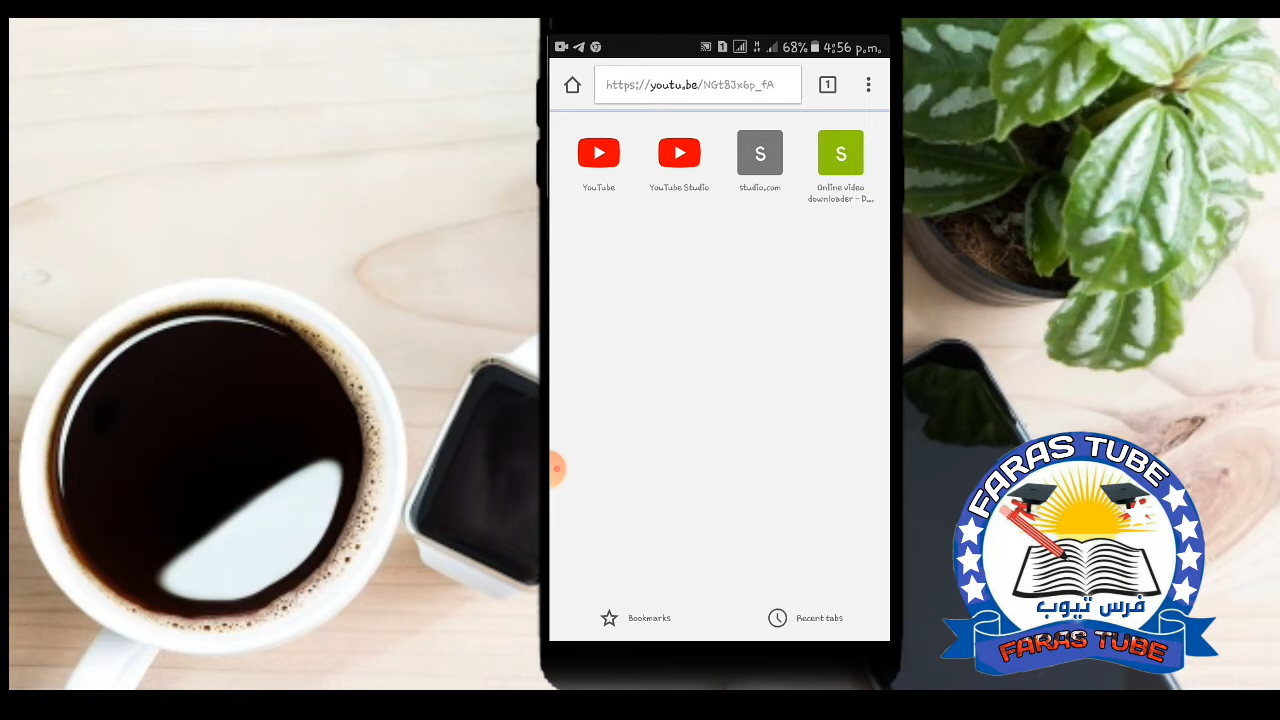 68% 4:56 p.m.
https://youtu.be/NGt8Jx6p_fA
1
YouTube
YouTube Studio
S
studio.com
S
Online video
downloader – D...
Bookmarks
Recent tabs
FARAS TUBE
فرس تيوب
FARAS TUBE